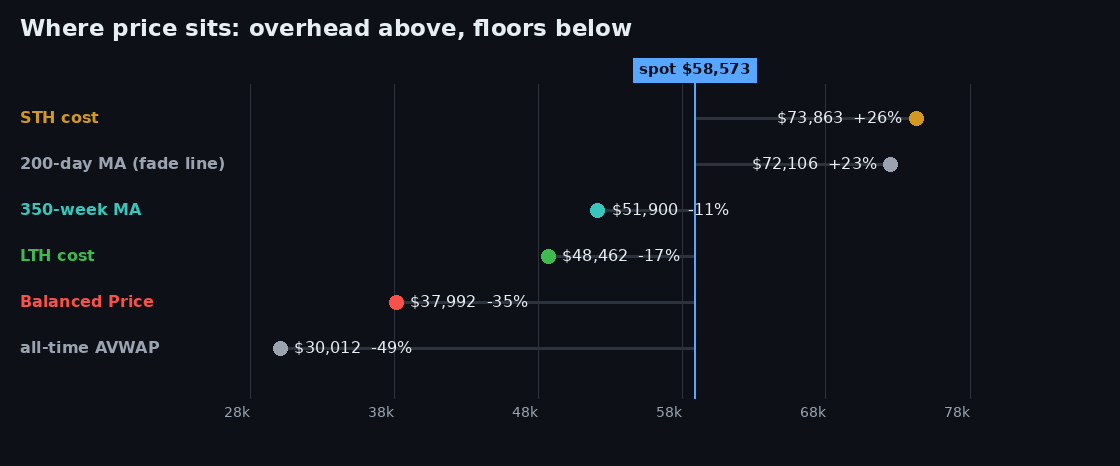 Where price sits: overhead above, floors below
spot $58,573
STH cost $73,863 +26%
200-day MA (fade line) $72,106 +23%
350-week MA $51,900 -11%
LTH cost $48,462 -17%
Balanced Price $37,992 -35%
all-time AVWAP $30,012 -49%
28k 38k 48k 58k 68k 78k